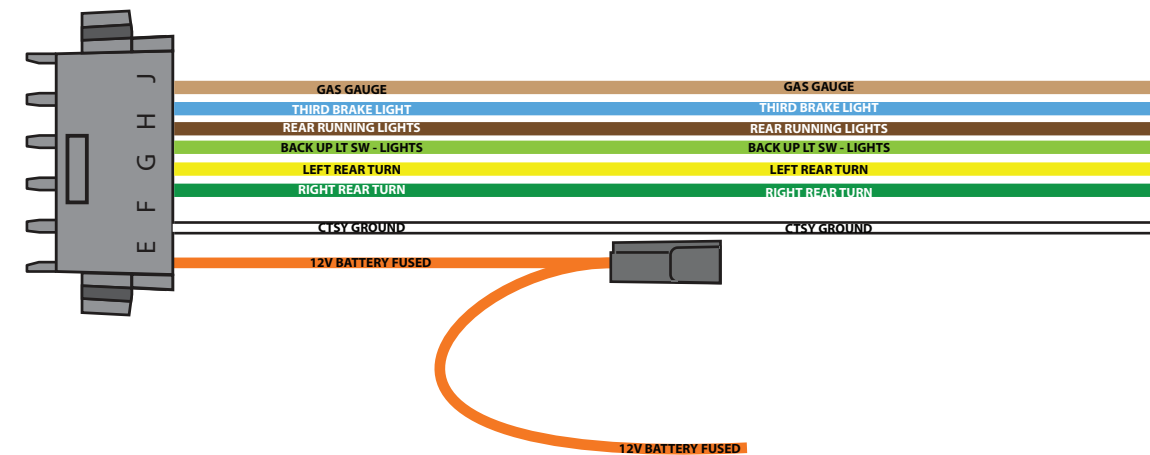 J
H
G
F
E
GAS GAUGE GAS GAUGE
THIRD BRAKE LIGHT THIRD BRAKE LIGHT
REAR RUNNING LIGHTS REAR RUNNING LIGHTS
BACK UP LT SW - LIGHTS BACK UP LT SW - LIGHTS
LEFT REAR TURN LEFT REAR TURN
RIGHT REAR TURN RIGHT REAR TURN
CTSY GROUND CTSY GROUND
12V BATTERY FUSED
12V BATTERY FUSED